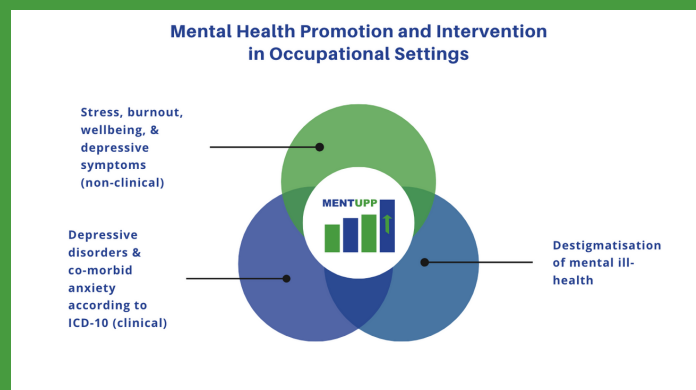 Mental Health Promotion and Intervention
in Occupational Settings
Stress, burnout,
wellbeing, &
depressive
symptoms
(non-clinical)
MENTUPP
Depressive
disorders &
co-morbid
anxiety
according to
ICD-10 (clinical)
Destigmatisation
of mental ill-
health